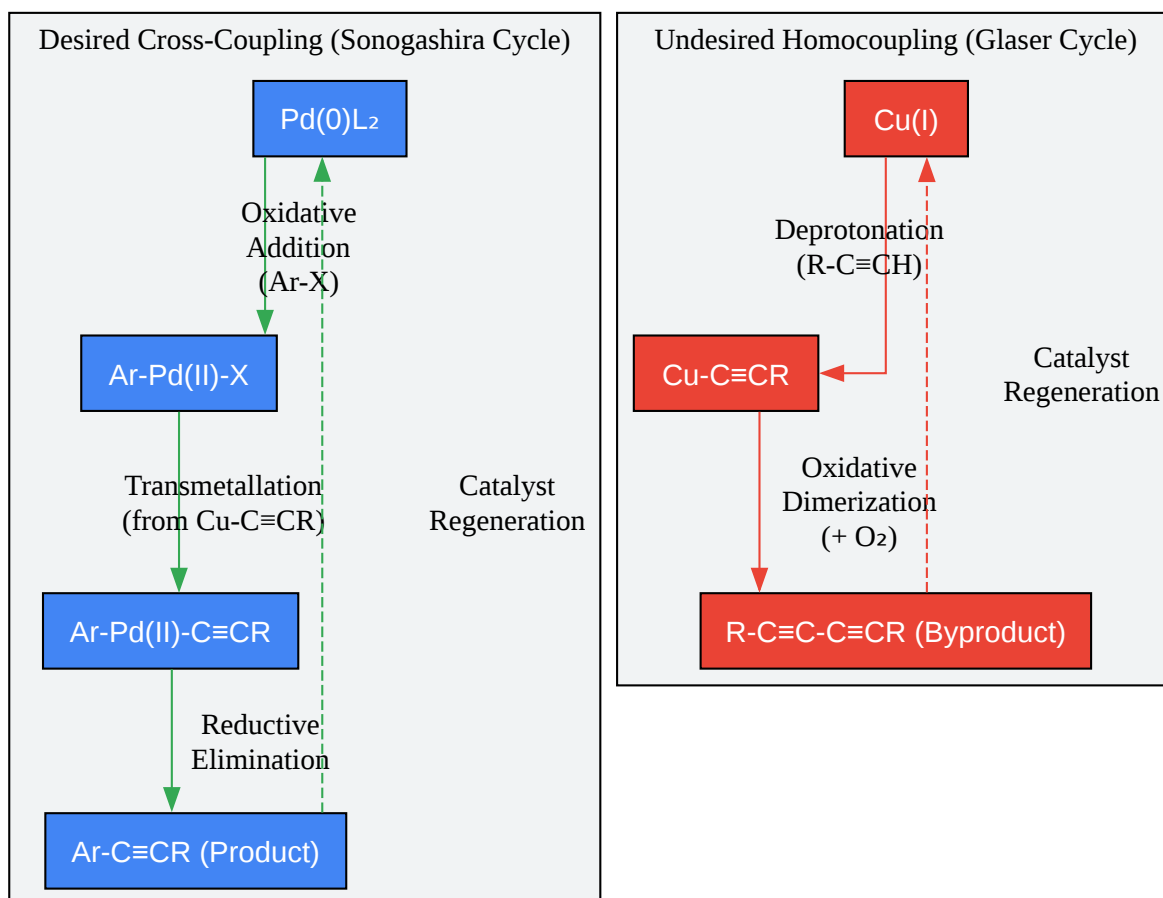 Desired Cross-Coupling (Sonogashira Cycle)
Pd(0)L₂
Oxidative
Addition
(Ar-X)
Ar-Pd(II)-X
Transmetallation
(from Cu-C≡CR)
Catalyst
Regeneration
Ar-Pd(II)-C≡CR
Reductive
Elimination
Ar-C≡CR (Product)
Undesired Homocoupling (Glaser Cycle)
Cu(I)
Deprotonation
(R-C≡CH)
Cu-C≡CR
Catalyst
Regeneration
Oxidative
Dimerization
(+ O₂)
R-C≡C-C≡CR (Byproduct)